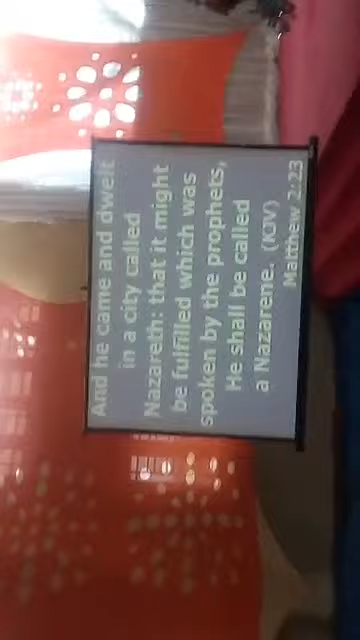 And he came and dwelt
in a city called
Nazareth: that it might
be fulfilled which was
spoken by the prophets,
He shall be called
a Nazarene. (KJV)
Matthew 2:23